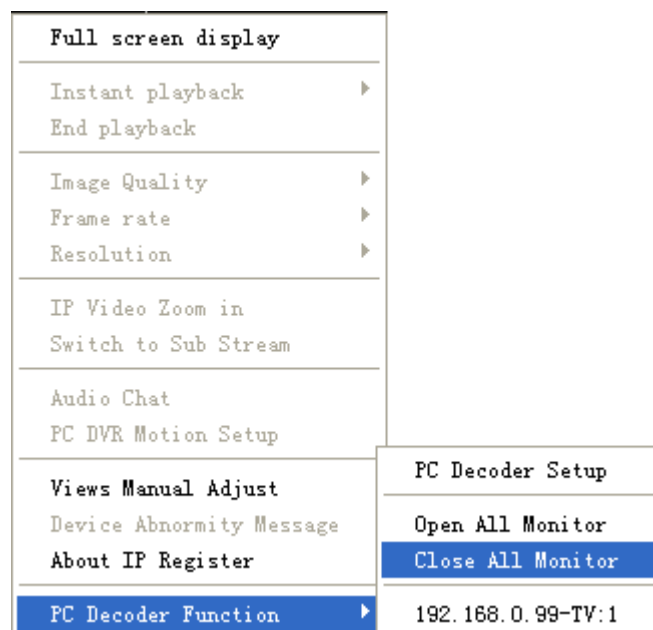 Full screen display
Instant playback
End playback
Image Quality
Frame rate
Resolution
IP Video Zoom in
Switch to Sub Stream
Audio Chat
PC DVR Motion Setup
Views Manual Adjust
Device Abnormity Message
About IP Register
PC Decoder Function
PC Decoder Setup
Open All Monitor
Close All Monitor
192.168.0.99-TV:1